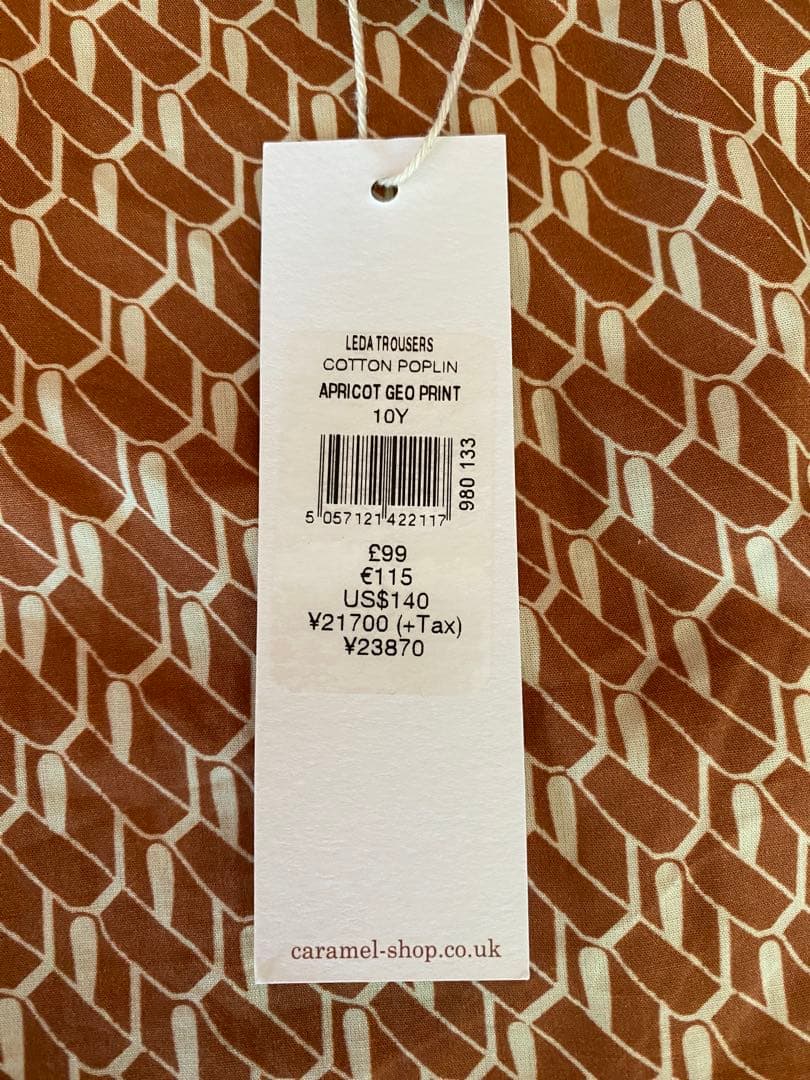 LEDA TROUSERS
COTTON POPLIN
APRICOT GEO PRINT
10Y
980 133
5 057121 422117
£99
€115
US$140
¥21700 (+Tax)
¥23870
caramel-shop.co.uk